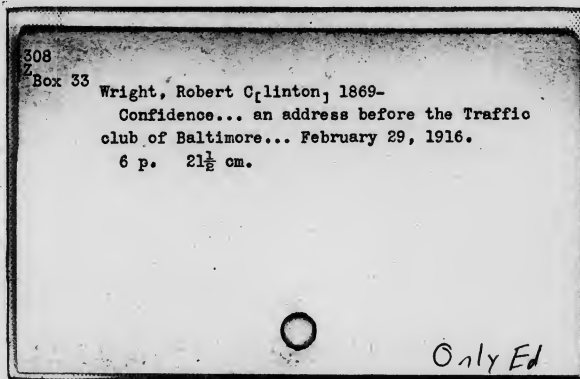 308
Z
Box 33
Wright, Robert C[linton] 1869-
Confidence... an address before the Traffic
club of Baltimore... February 29, 1916.
6 p. 21½ cm.
Only Ed